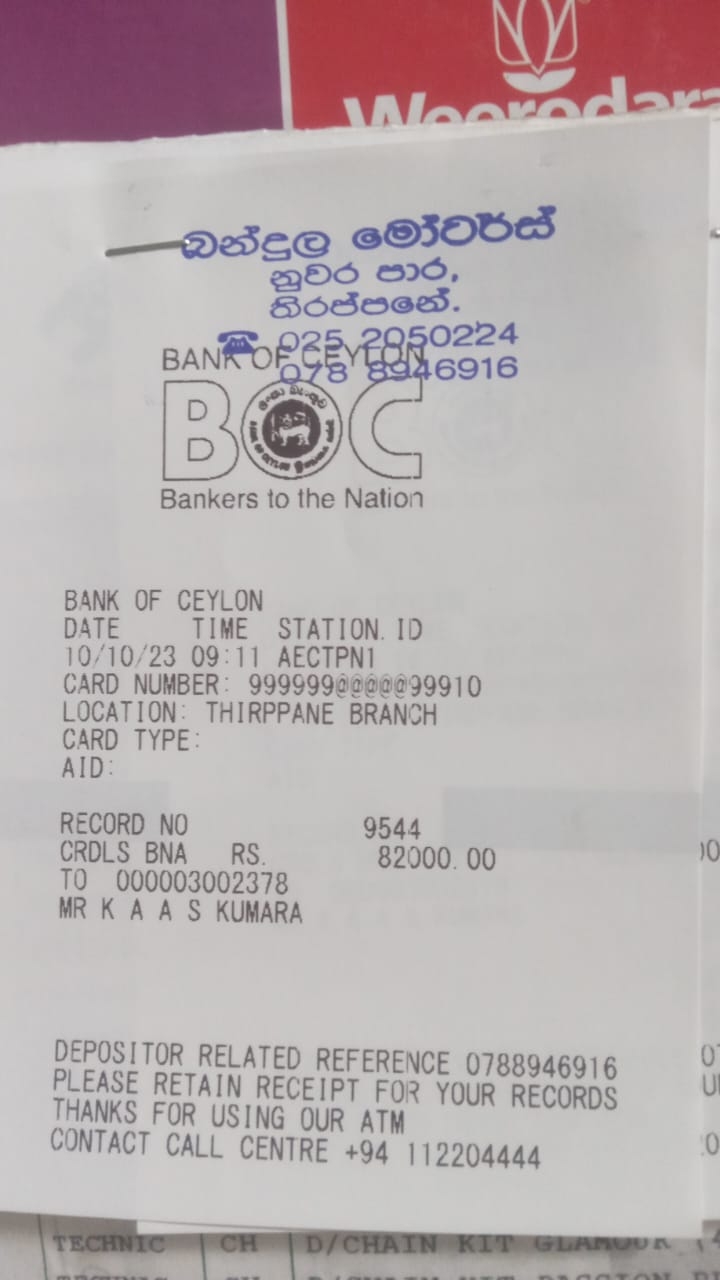 Weerodara
බන්දුල මෝටර්ස්
නුවර පාර,
තිරප්පනේ.
☎ 025 2050224
078 8946916
BANK OF CEYLON
BOC
Bankers to the Nation
BANK OF CEYLON
DATE TIME STATION.ID
10/10/23 09:11 AECTPN1
CARD NUMBER: 999999@@@@@99910
LOCATION: THIRPPANE BRANCH
CARD TYPE:
AID:
RECORD NO 9544
CRDLS BNA RS. 82000.00
TO 000003002378
MR K A A S KUMARA
DEPOSITOR RELATED REFERENCE 0788946916
PLEASE RETAIN RECEIPT FOR YOUR RECORDS
THANKS FOR USING OUR ATM
CONTACT CALL CENTRE +94 112204444
TECHNIC CH D/CHAIN KIT GLAMOUR